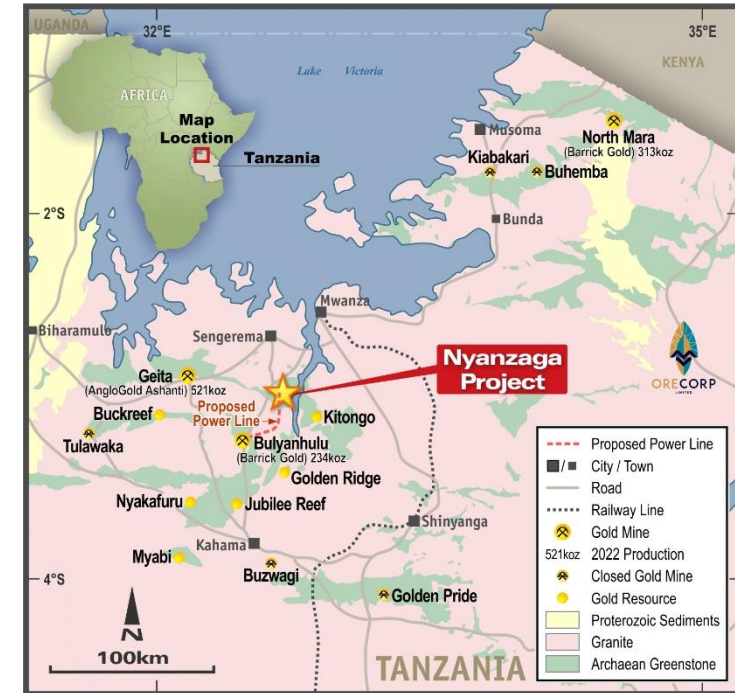 UGANDA
32°E
35°E
KENYA
Lake Victoria
AFRICA
Map
Location
Tanzania
Musoma
North Mara
(Barrick Gold) 313koz
Kiabakari
Buhemba
2°S
Bunda
Mwanza
Biharamulo
Sengerema
Nyanzaga
Project
ORECORP
LIMITED
Geita
(AngloGold Ashanti) 521koz
Buckreef
Proposed
Power Line
Kitongo
Tulawaka
Bulyanhulu
(Barrick Gold) 234koz
Golden Ridge
Nyakafuru
Jubilee Reef
Shinyanga
Kahama
Myabi
Buzwagi
4°S
Golden Pride
N
100km
TANZANIA
Proposed Power Line
/ City / Town
Road
Railway Line
Gold Mine
521koz 2022 Production
Closed Gold Mine
Gold Resource
Proterozoic Sediments
Granite
Archaean Greenstone